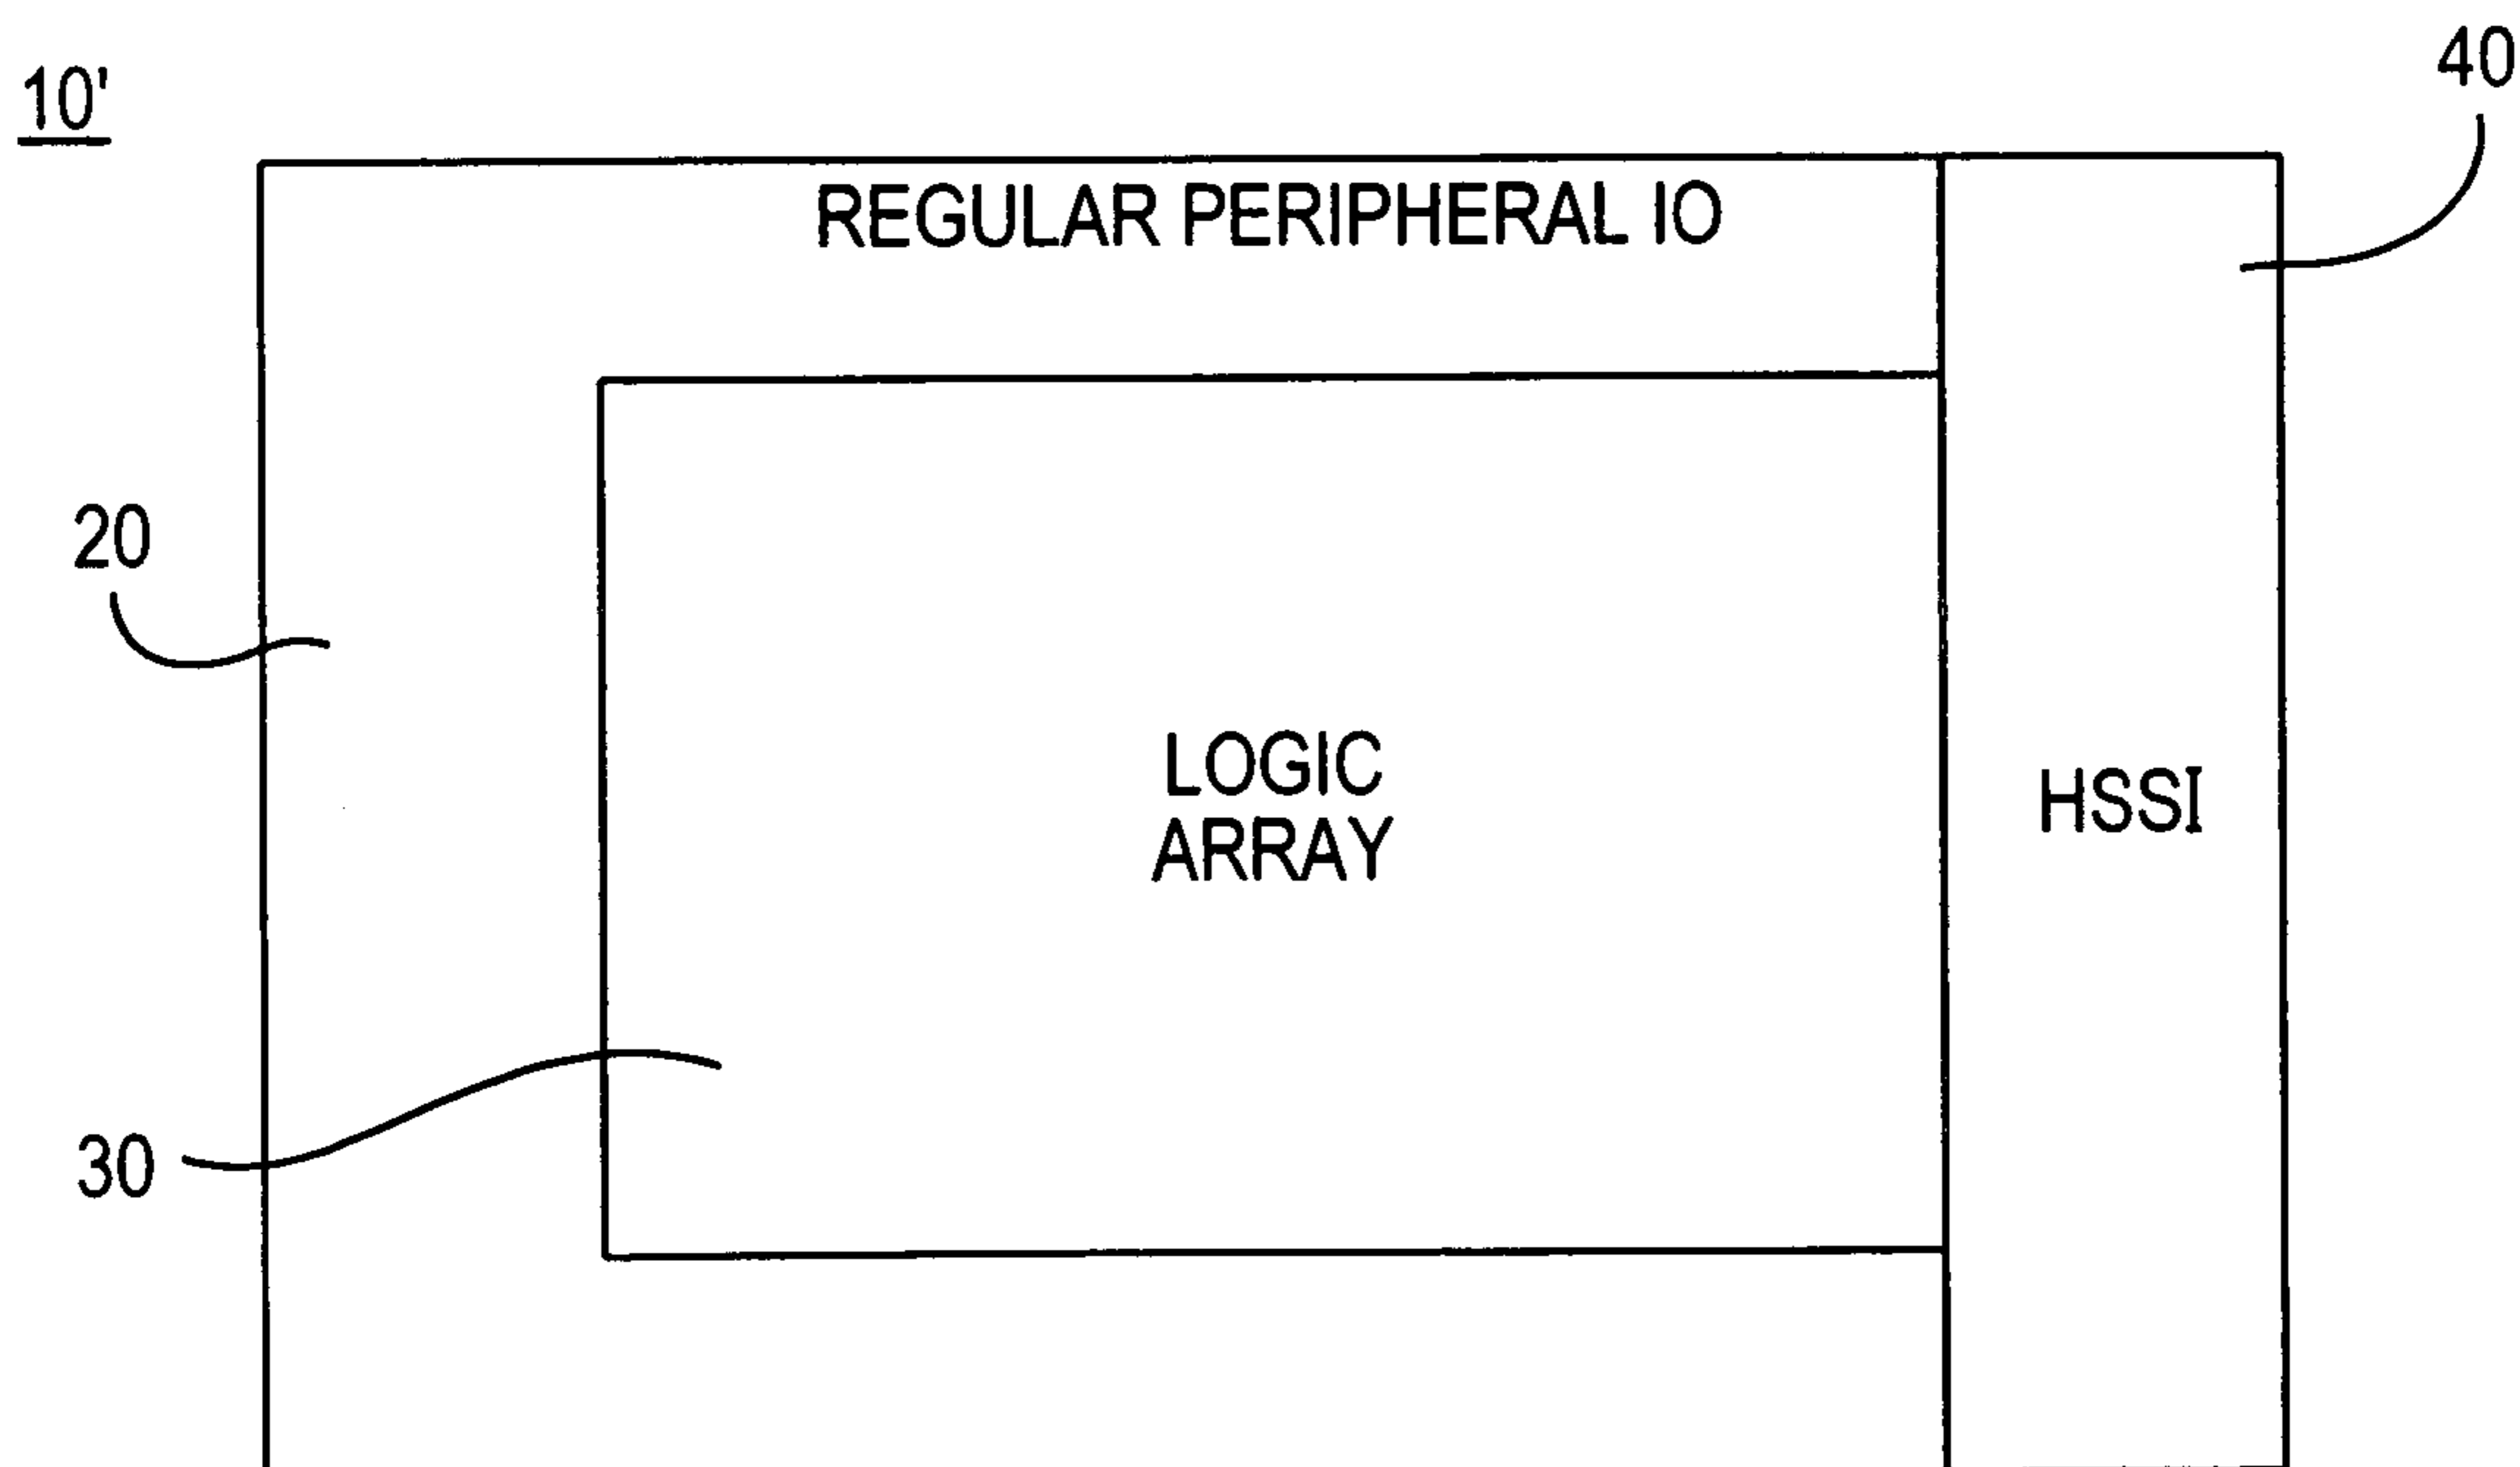 40
10'
REGULAR PERIPHERAL IO
20
LOGIC
ARRAY
HSSI
30